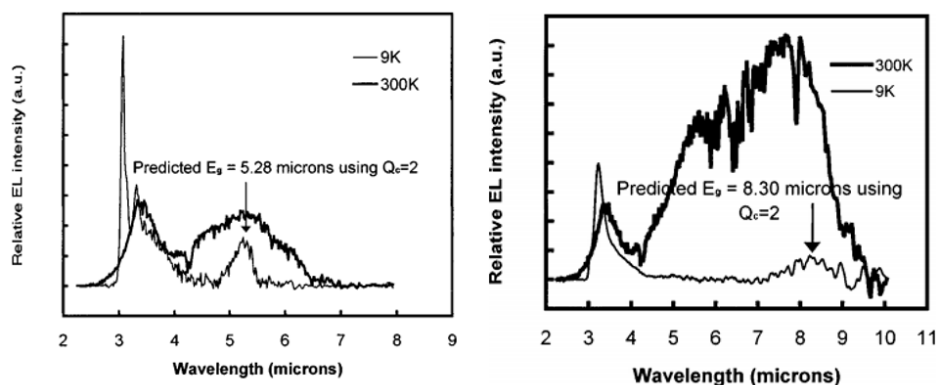 Relative EL intensity (a.u.)
9K
300K
Predicted Eg = 5.28 microns using Qc=2
2 3 4 5 6 7 8 9
Wavelength (microns)
Relative EL intensity (a.u.)
300K
9K
Predicted Eg = 8.30 microns using
Qc=2
2 3 4 5 6 7 8 9 10 11
Wavelength (microns)